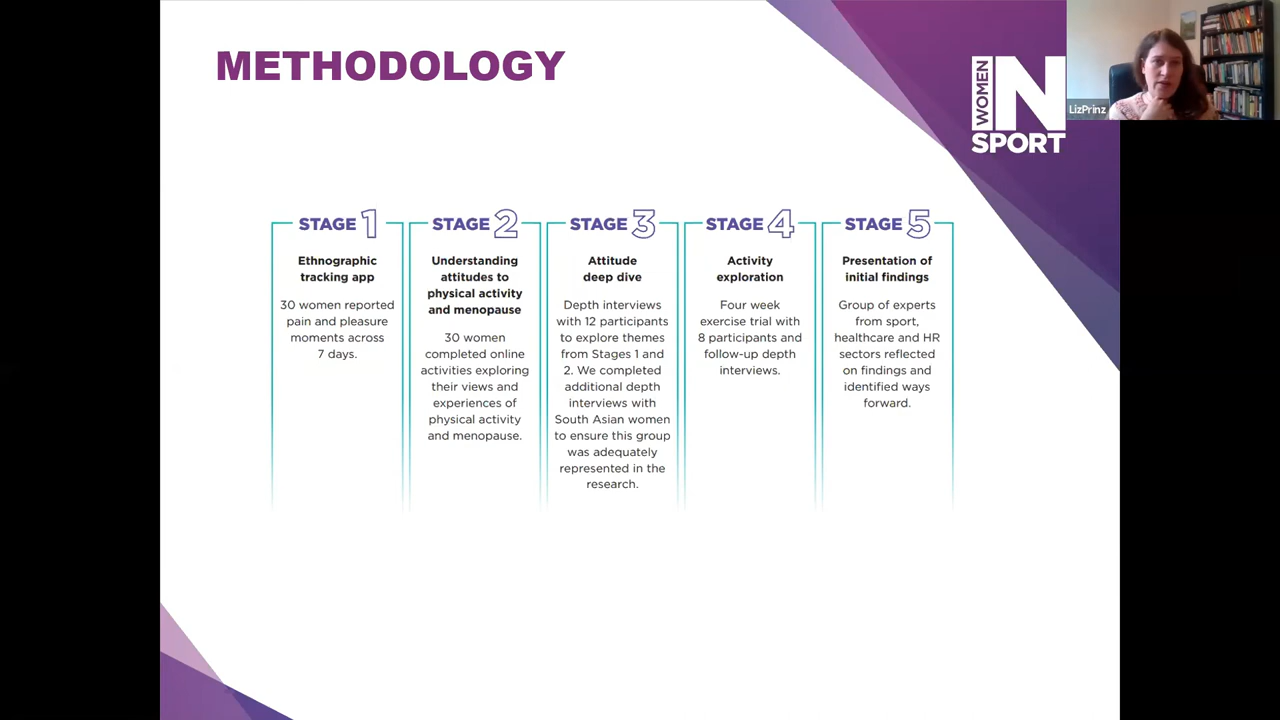 METHODOLOGY
WOMEN
IN
SPORT
LizPrinz
STAGE 1
Ethnographic
tracking app
30 women reported
pain and pleasure
moments across
7 days.
STAGE 2
Understanding
attitudes to
physical activity
and menopause
30 women
completed online
activities exploring
their views and
experiences of
physical activity
and menopause.
STAGE 3
Attitude
deep dive
Depth interviews
with 12 participants
to explore themes
from Stages 1 and
2. We completed
additional depth
interviews with
South Asian women
to ensure this group
was adequately
represented in the
research.
STAGE 4
Activity
exploration
Four week
exercise trial with
8 participants and
follow-up depth
interviews.
STAGE 5
Presentation of
initial findings
Group of experts
from sport,
healthcare and HR
sectors reflected
on findings and
identified ways
forward.